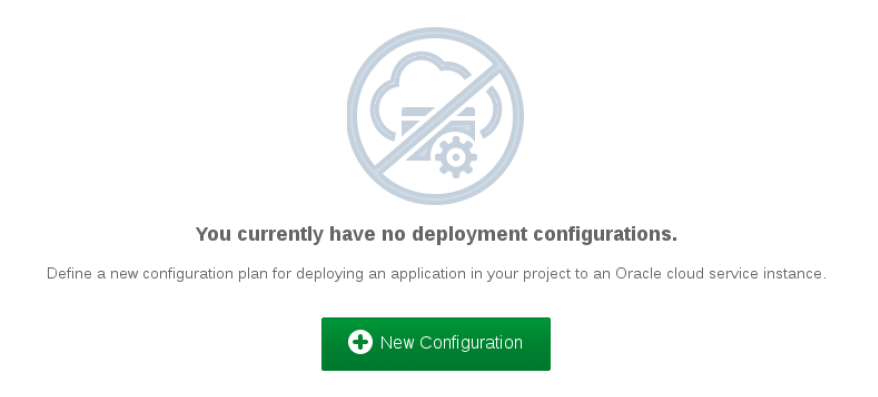 You currently have no deployment configurations.
Define a new configuration plan for deploying an application in your project to an Oracle cloud service instance.
New Configuration